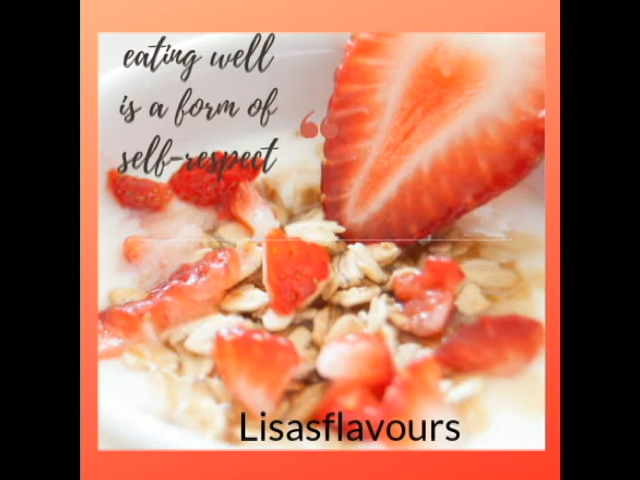 eating well
is a form of
self-respect
“
Lisasflavours